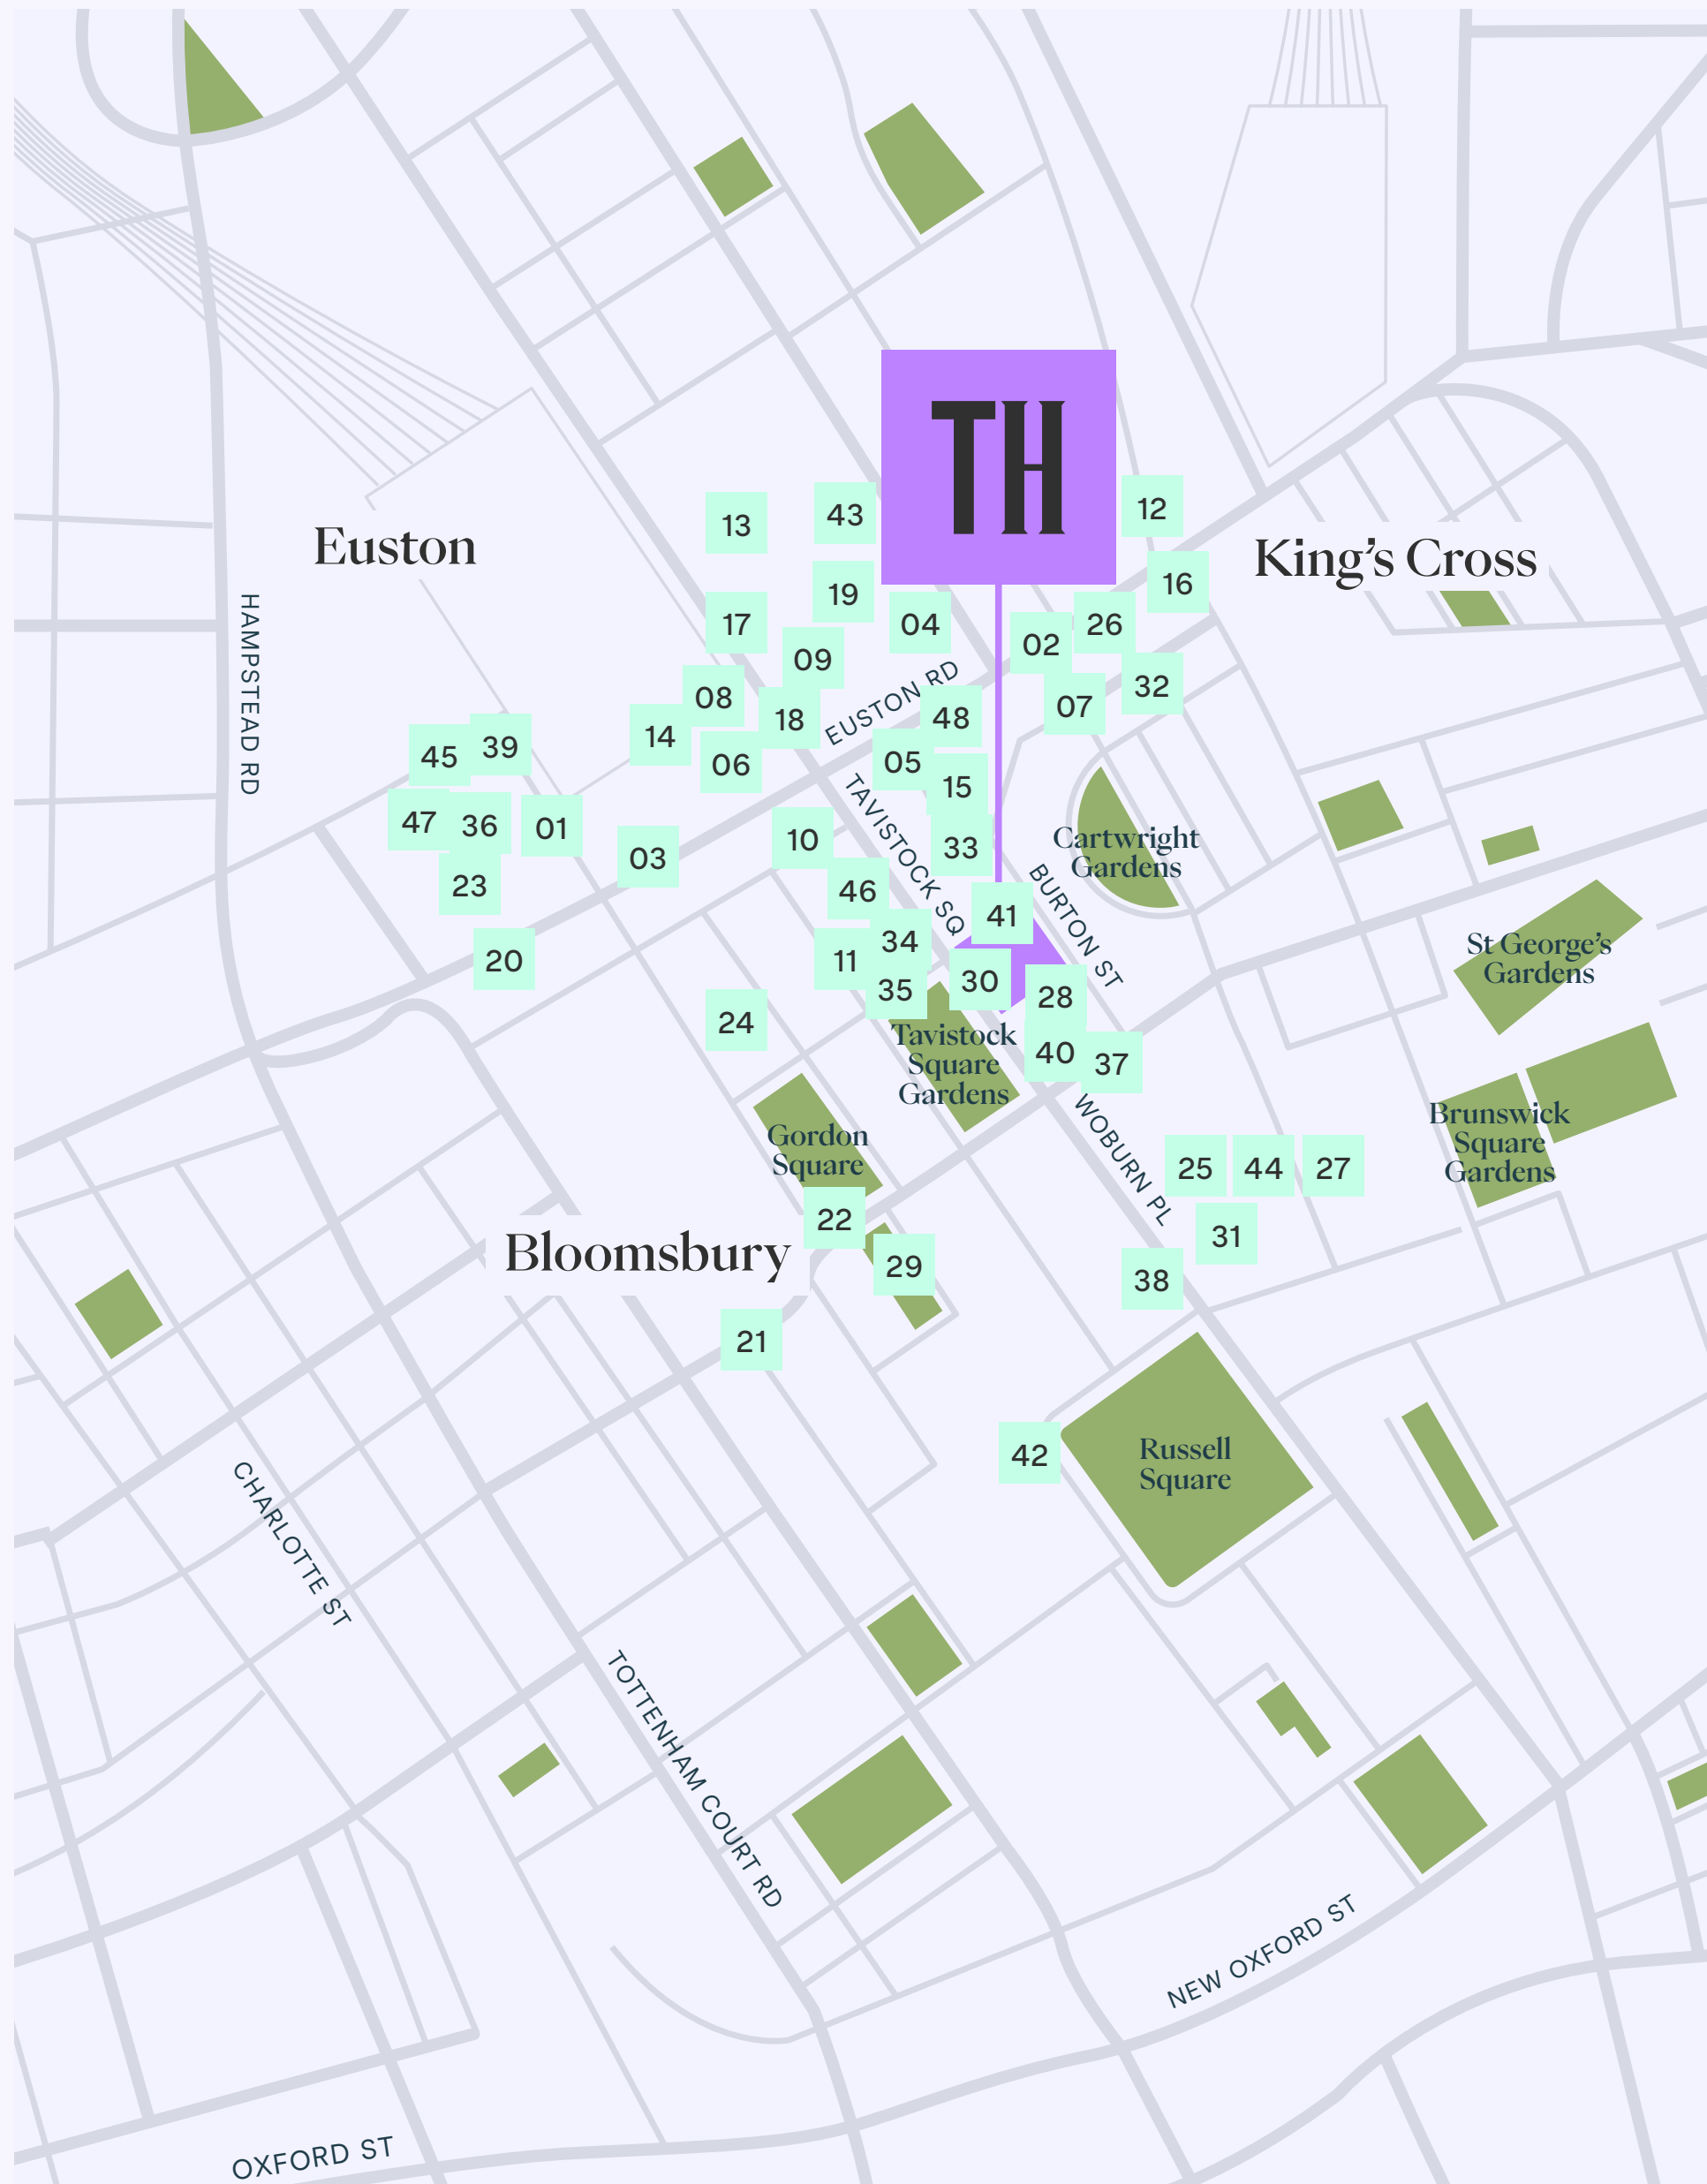 TH
12
43
13
Euston
King's Cross
16
19
04
17
26
02
09
32
08
07
EUSTON RD
48
18
14
39
45
06
05
15
HAMPSTEAD RD
TAVISTOCK SQ
47
36
01
10
33
Cartwright
Gardens
03
23
46
BURTON ST
41
34
St George's
Gardens
20
11
30
35
28
24
Tavistock
Square
Gardens
40
37
Gordon
Square
WOBURN PL
Brunswick
Square
Gardens
25
44
27
22
31
Bloomsbury
29
38
21
42
Russell
Square
CHARLOTTE ST
TOTTENHAM COURT RD
NEW OXFORD ST
OXFORD ST